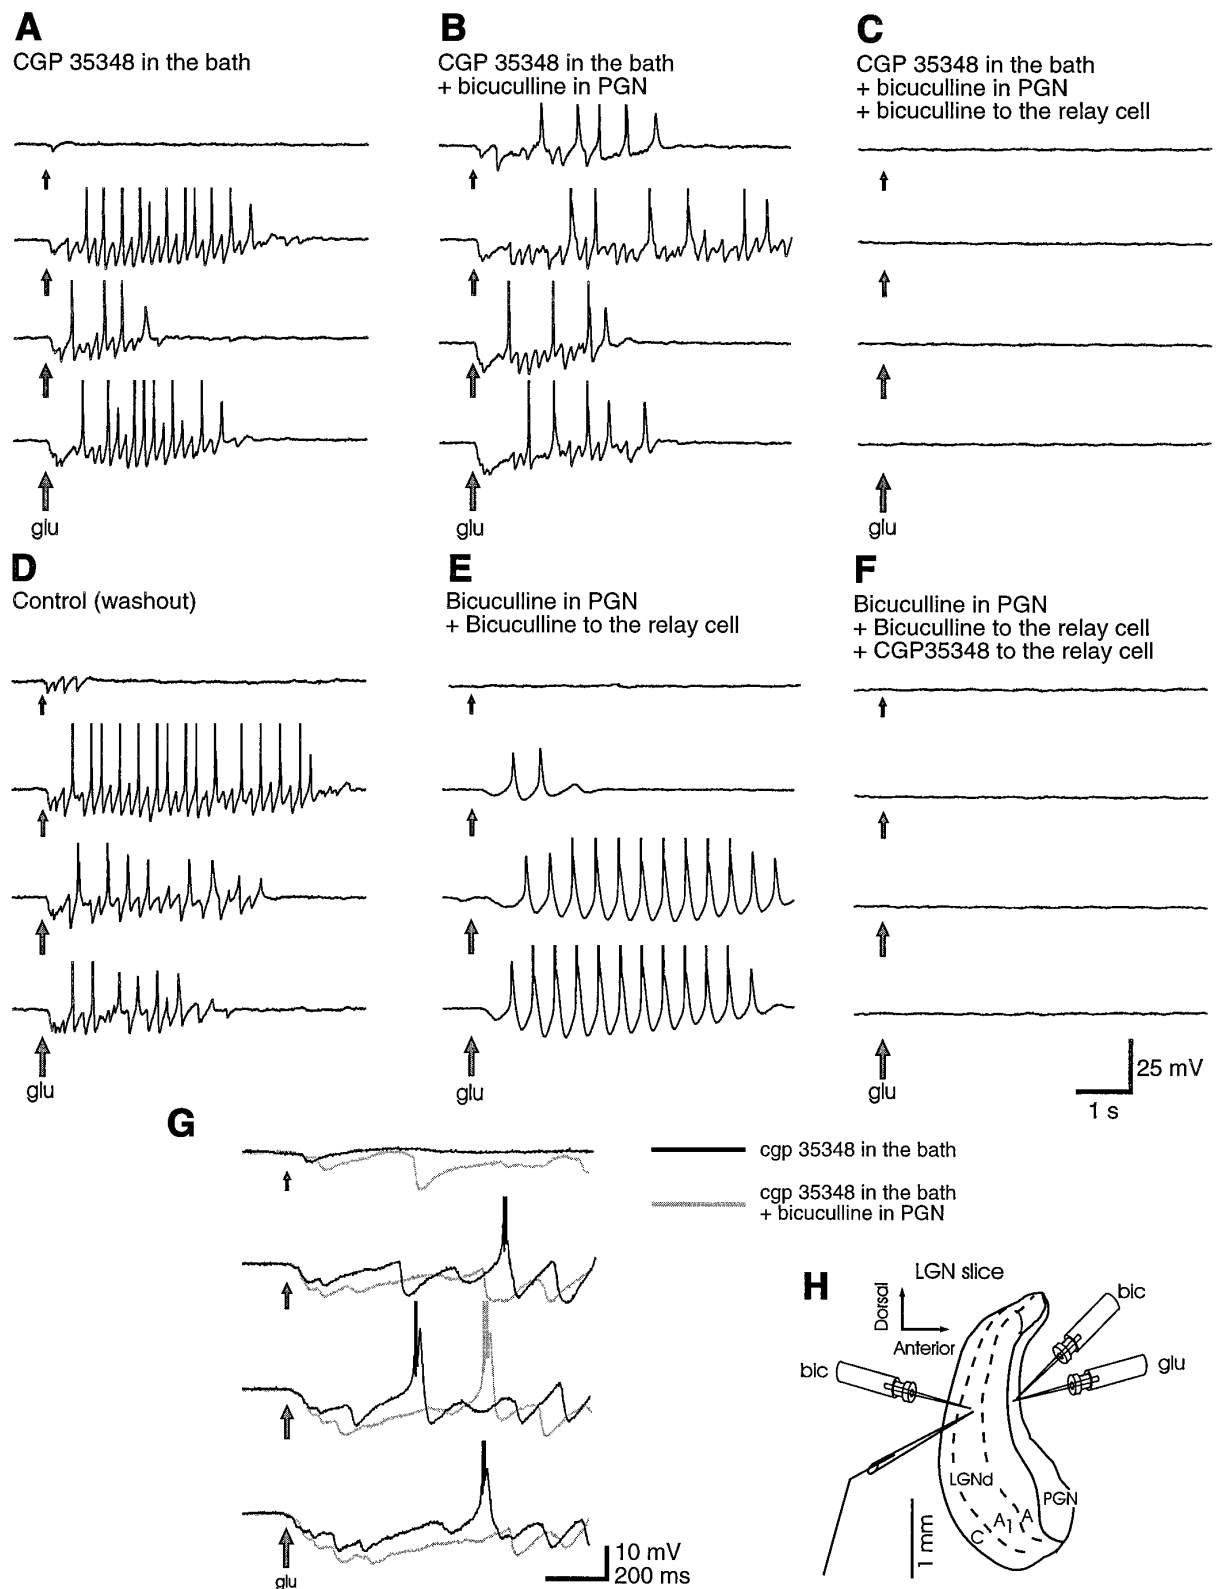 A
CGP 35348 in the bath
B
CGP 35348 in the bath
+ bicuculline in PGN
C
CGP 35348 in the bath
+ bicuculline in PGN
+ bicuculline to the relay cell
glu
glu
glu
D
Control (washout)
E
Bicuculline in PGN
+ Bicuculline to the relay cell
F
Bicuculline in PGN
+ Bicuculline to the relay cell
+ CGP35348 to the relay cell
glu
glu
glu
25 mV
1 s
G
cgp 35348 in the bath
cgp 35348 in the bath
+ bicuculline in PGN
10 mV
200 ms
glu
H
LGN slice
Dorsal
Anterior
bic
bic
glu
LGNd
PGN
A
A1
C
1 mm